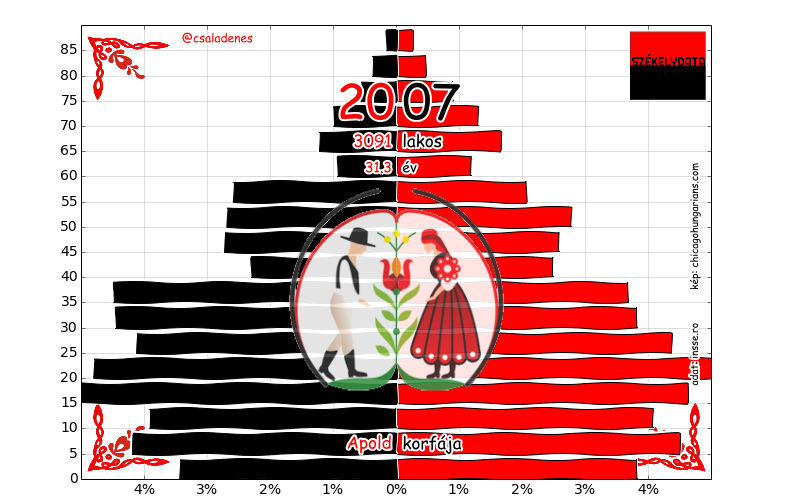 @csaladenes
SZÉKELYDATA
2007
3091 lakos
31.3 év
kép: chicagohungarians.com
adat: insse.ro
Apold korfája
85
80
75
70
65
60
55
50
45
40
35
30
25
20
15
10
5
0
4% 3% 2% 1% 0% 1% 2% 3% 4%